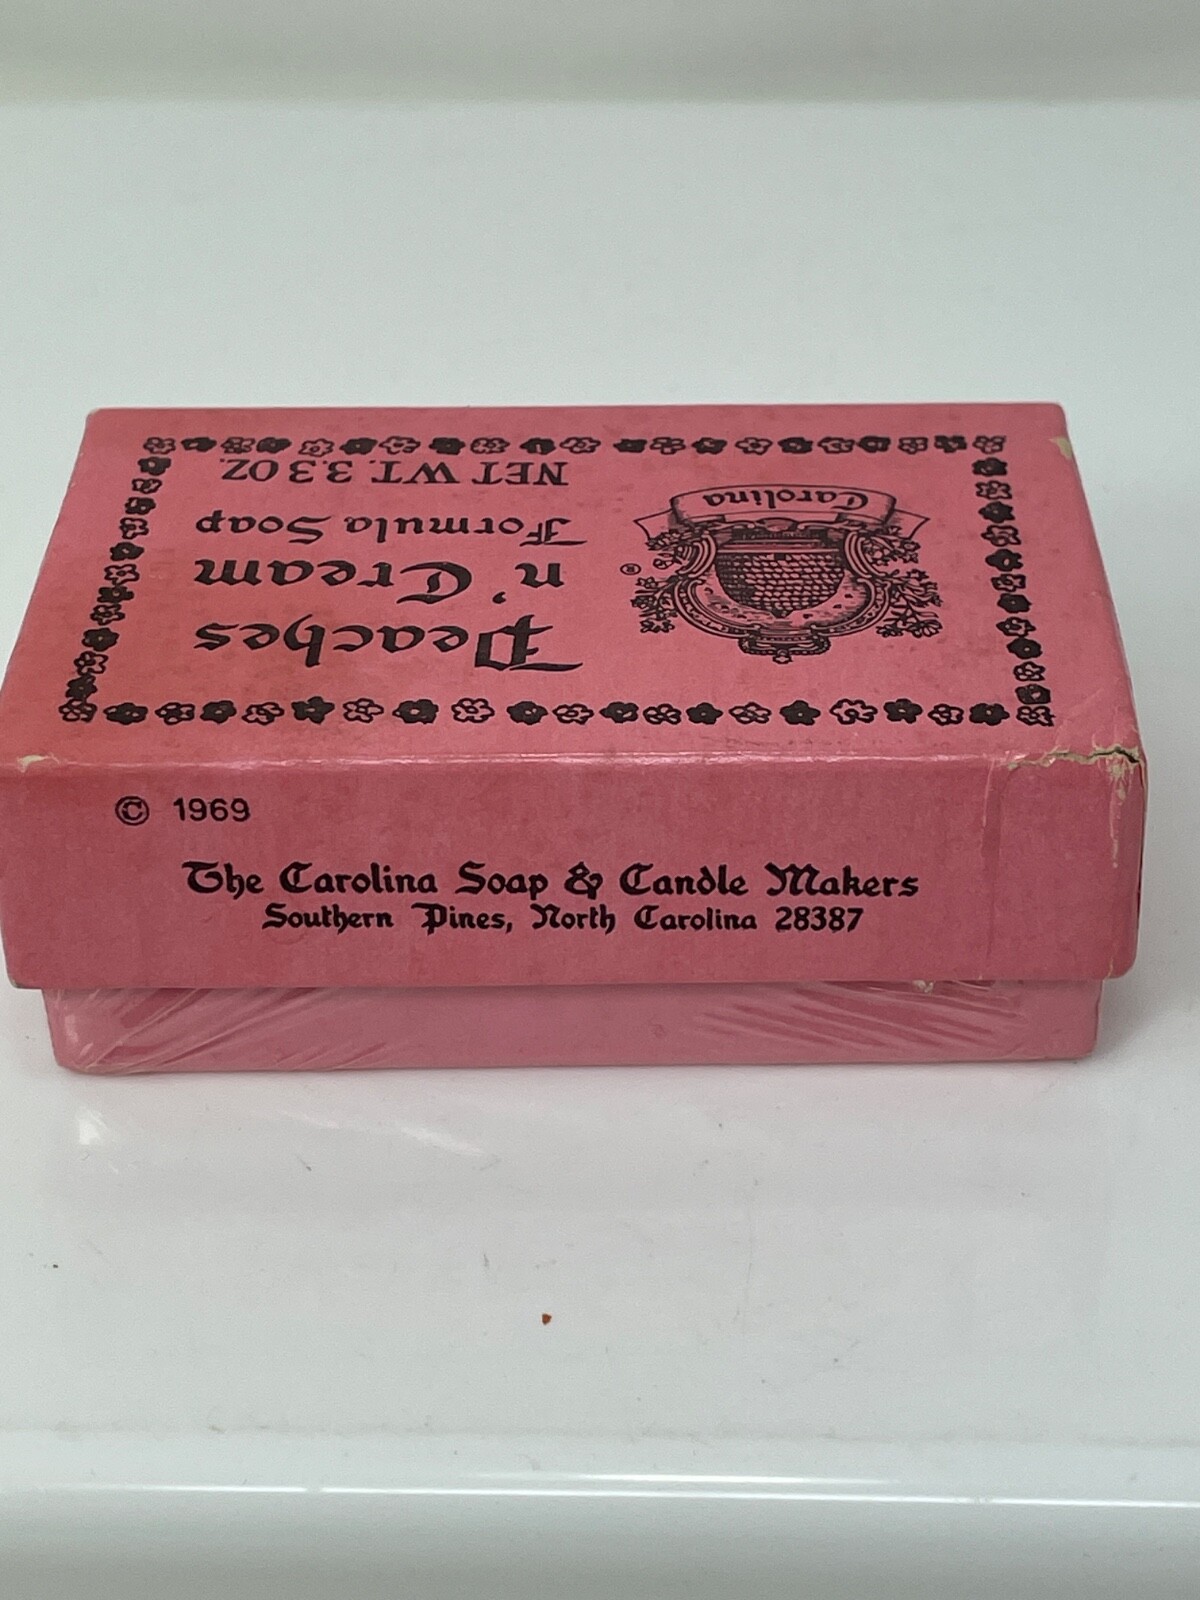 Carolina
®
Peaches
n' Cream
Formula Soap
NET WT. 3.3 OZ.
© 1969
The Carolina Soap & Candle Makers
Southern Pines, North Carolina 28387